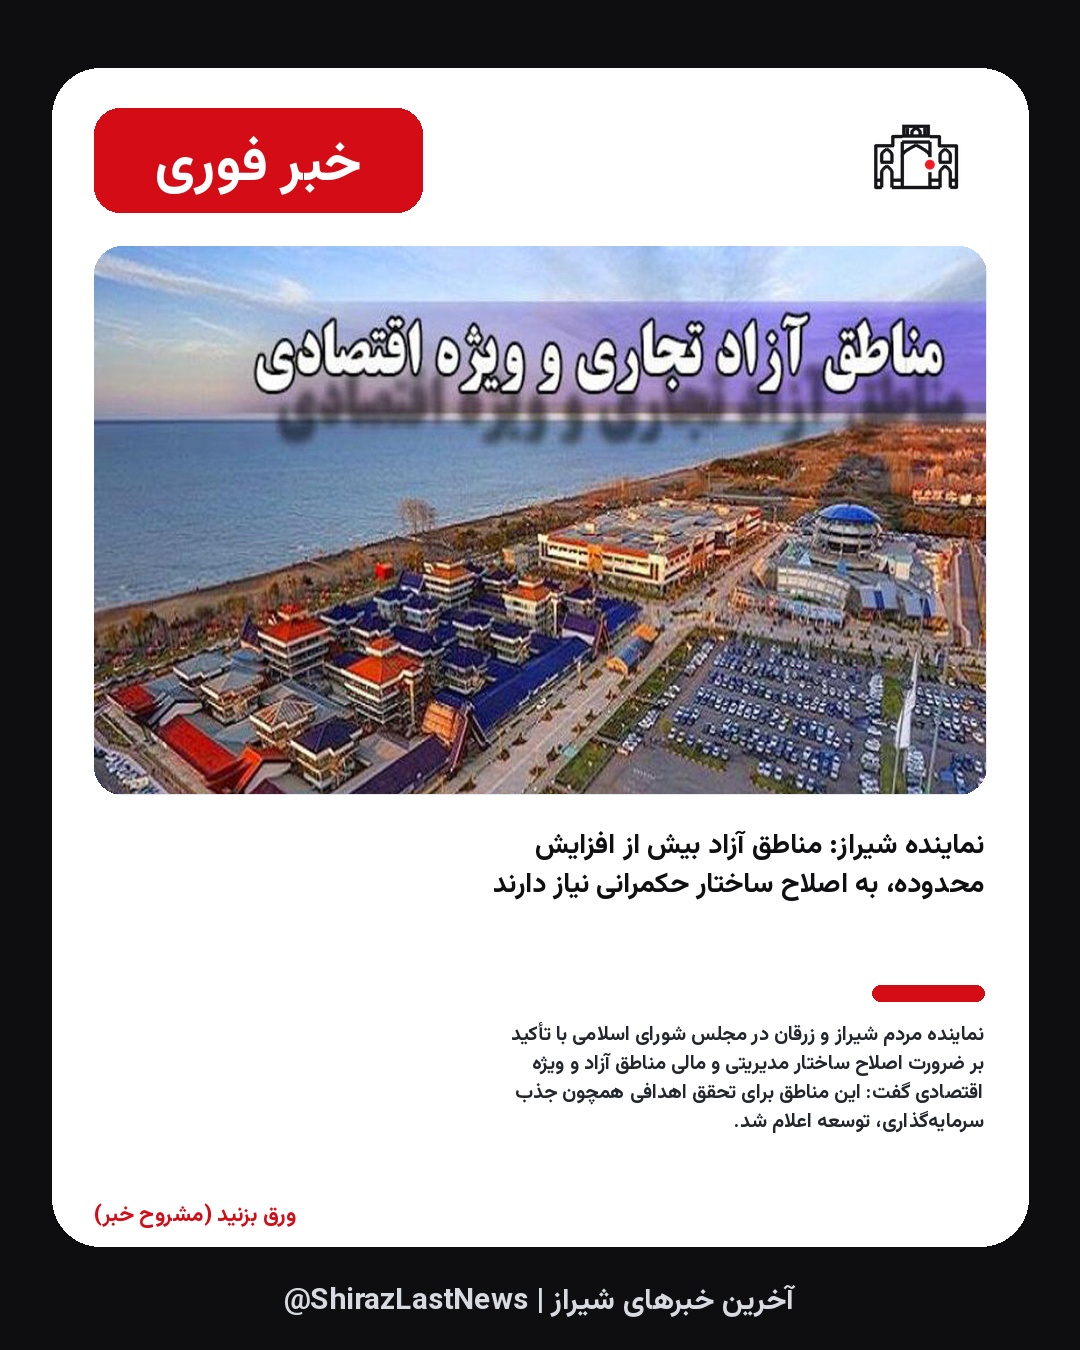 خبر فوری
مناطق آزاد تجاری و ویژه اقتصادی
نماینده شیراز: مناطق آزاد بیش از افزایش
محدوده، به اصلاح ساختار حکمرانی نیاز دارند
نماینده مردم شیراز و زرقان در مجلس شورای اسلامی با تأکید
بر ضرورت اصلاح ساختار مدیریتی و مالی مناطق آزاد و ویژه
اقتصادی گفت: این مناطق برای تحقق اهدافی همچون جذب
سرمایه‌گذاری، توسعه اعلام شد.
ورق بزنید (مشروح خبر)
آخرین خبرهای شیراز | @ShirazLastNews